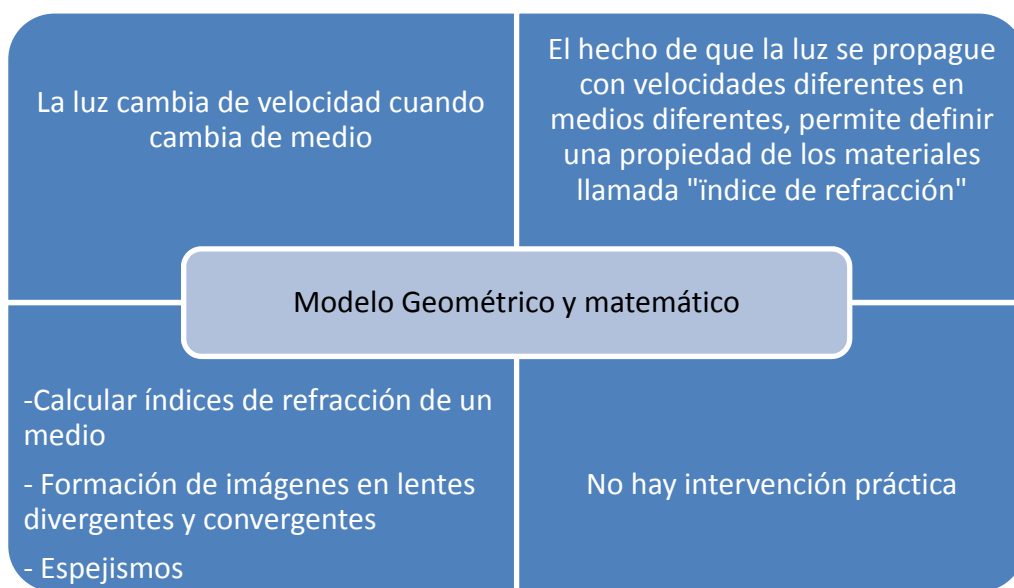 La luz cambia de velocidad cuando
cambia de medio
El hecho de que la luz se propague
con velocidades diferentes en
medios diferentes, permite definir
una propiedad de los materiales
llamada "ïndice de refracción"
Modelo Geométrico y matemático
-Calcular índices de refracción de un
medio
- Formación de imágenes en lentes
divergentes y convergentes
- Espejismos
No hay intervención práctica